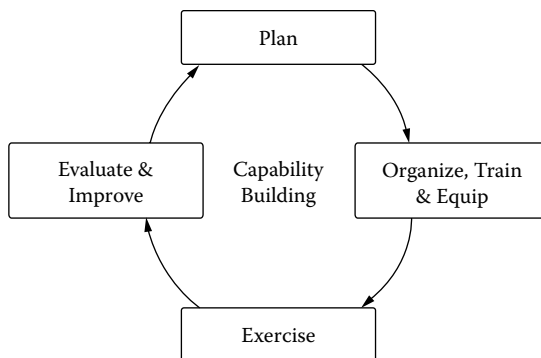 Plan
Evaluate &
Improve
Capability
Building
Organize, Train
& Equip
Exercise